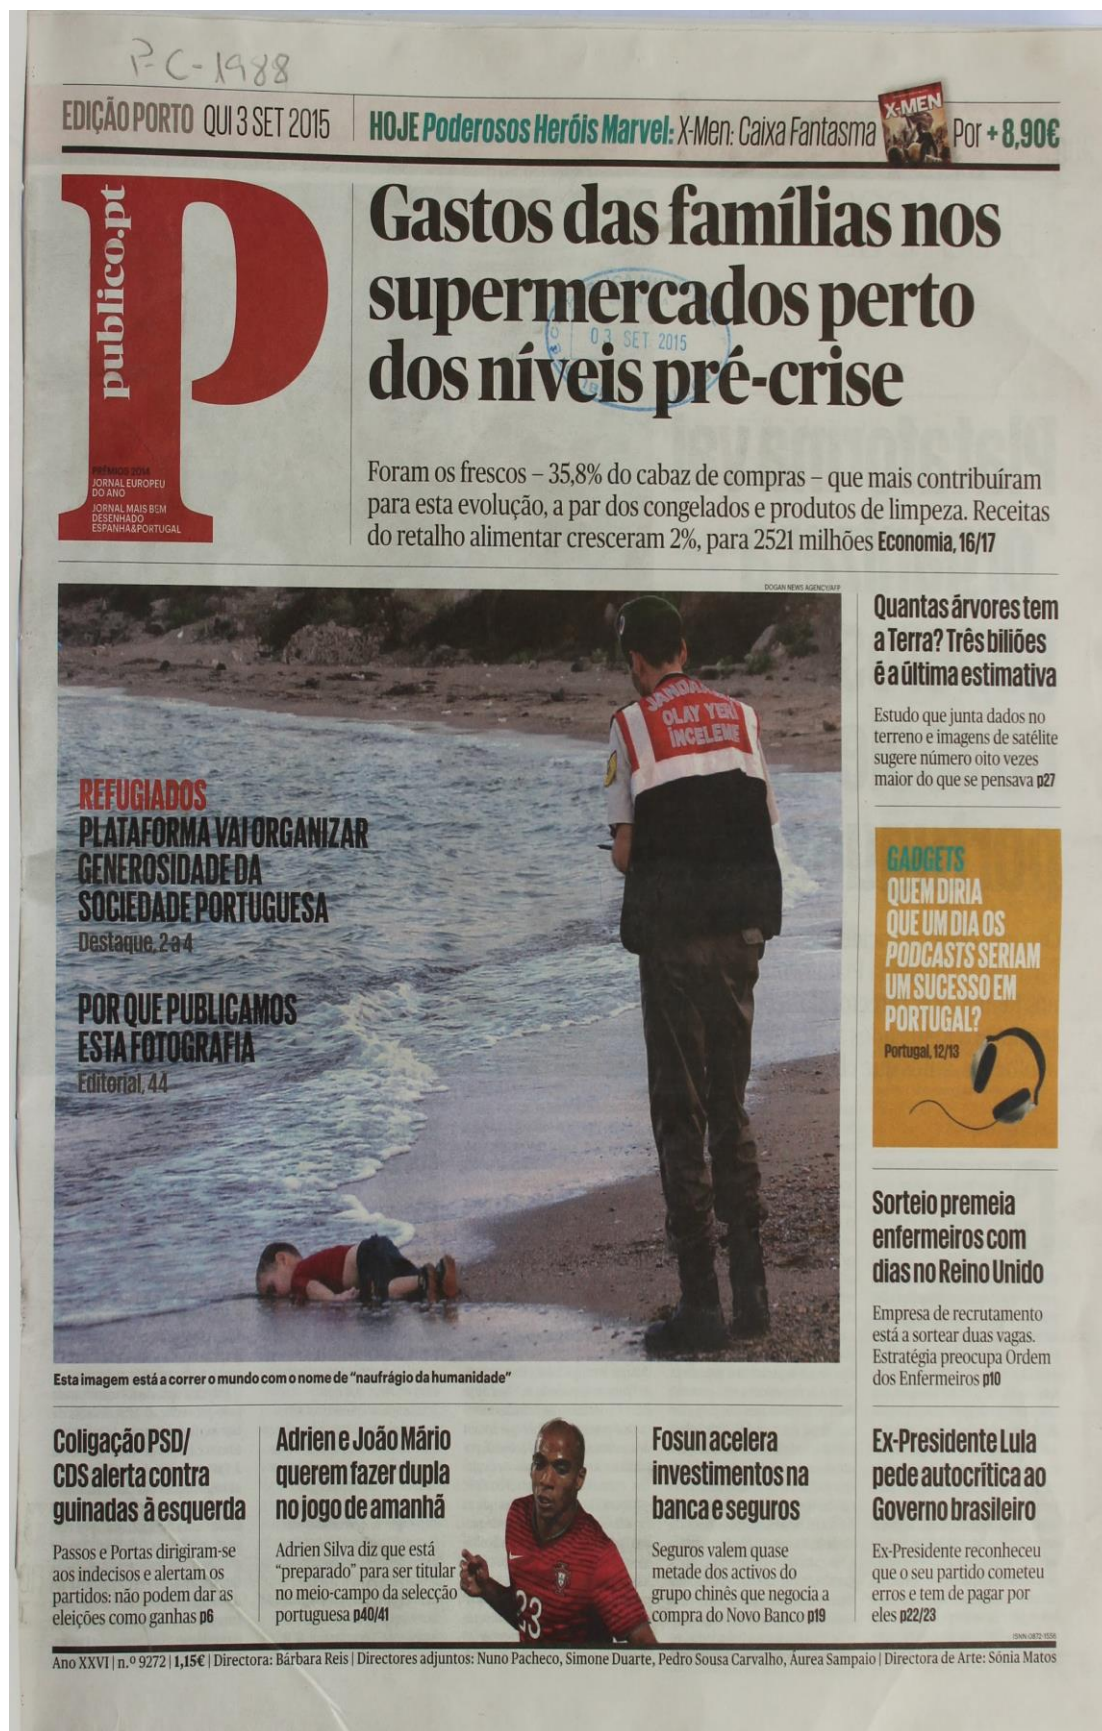 P-C-1988
EDIÇÃO PORTO QUI 3 SET 2015
HOJE Poderosos Heróis Marvel: X-Men: Caixa Fantasma
X-MEN
Por + 8,90€
publico.pt
P
PRÉMIOS 2014
JORNAL EUROPEU
DO ANO
JORNAL MAIS BEM
DESENHADO
ESPANHA&PORTUGAL
Gastos das famílias nos
supermercados perto
dos níveis pré-crise
03 SET 2015
Foram os frescos – 35,8% do cabaz de compras – que mais contribuíram
para esta evolução, a par dos congelados e produtos de limpeza. Receitas
do retalho alimentar cresceram 2%, para 2521 milhões Economia, 16/17
DOGAN NEWS AGENCY/AFP
JANDARMA
OLAY YERİ
İNCELEME
REFUGIADOS
PLATAFORMA VAI ORGANIZAR
GENEROSIDADE DA
SOCIEDADE PORTUGUESA
Destaque, 2 a 4
POR QUE PUBLICAMOS
ESTA FOTOGRAFIA
Editorial, 44
Esta imagem está a correr o mundo com o nome de “naufrágio da humanidade”
Quantas árvores tem
a Terra? Três biliões
é a última estimativa
Estudo que junta dados no
terreno e imagens de satélite
sugere número oito vezes
maior do que se pensava p27
GADGETS
QUEM DIRIA
QUE UM DIA OS
PODCASTS SERIAM
UM SUCESSO EM
PORTUGAL?
Portugal, 12/13
Sorteio premeia
enfermeiros com
dias no Reino Unido
Empresa de recrutamento
está a sortear duas vagas.
Estratégia preocupa Ordem
dos Enfermeiros p10
Coligação PSD/
CDS alerta contra
guinadas à esquerda
Passos e Portas dirigiram-se
aos indecisos e alertam os
partidos: não podem dar as
eleições como ganhas p6
Adrien e João Mário
querem fazer dupla
no jogo de amanhã
Adrien Silva diz que está
“preparado” para ser titular
no meio-campo da selecção
portuguesa p40/41
23
Fosun acelera
investimentos na
banca e seguros
Seguros valem quase
metade dos activos do
grupo chinês que negoceia a
compra do Novo Banco p19
Ex-Presidente Lula
pede autocrítica ao
Governo brasileiro
Ex-Presidente reconheceu
que o seu partido cometeu
erros e tem de pagar por
eles p22/23
ISNN-0872-1556
Ano XXVI | n.º 9272 | 1,15€ | Directora: Bárbara Reis | Directores adjuntos: Nuno Pacheco, Simone Duarte, Pedro Sousa Carvalho, Áurea Sampaio | Directora de Arte: Sónia Matos